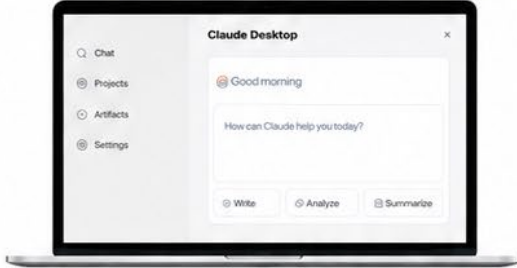 Claude Desktop
Chat
Projects
Artifacts
Settings
Good morning
How can Claude help you today?
Write
Analyze
Summarize